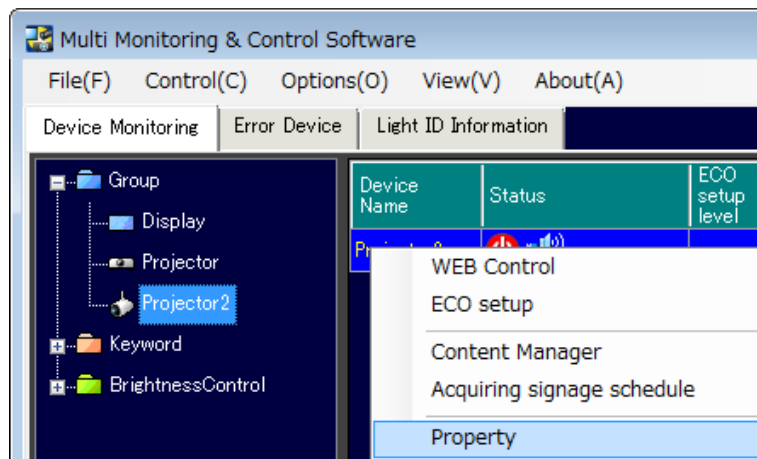 Multi Monitoring & Control Software
File(F) Control(C) Options(O) View(V) About(A)
Device Monitoring Error Device Light ID Information
Group
Display
Projector
Projector2
Keyword
BrightnessControl
Device
Name
Status
ECO
setup
level
WEB Control
ECO setup
Content Manager
Acquiring signage schedule
Property